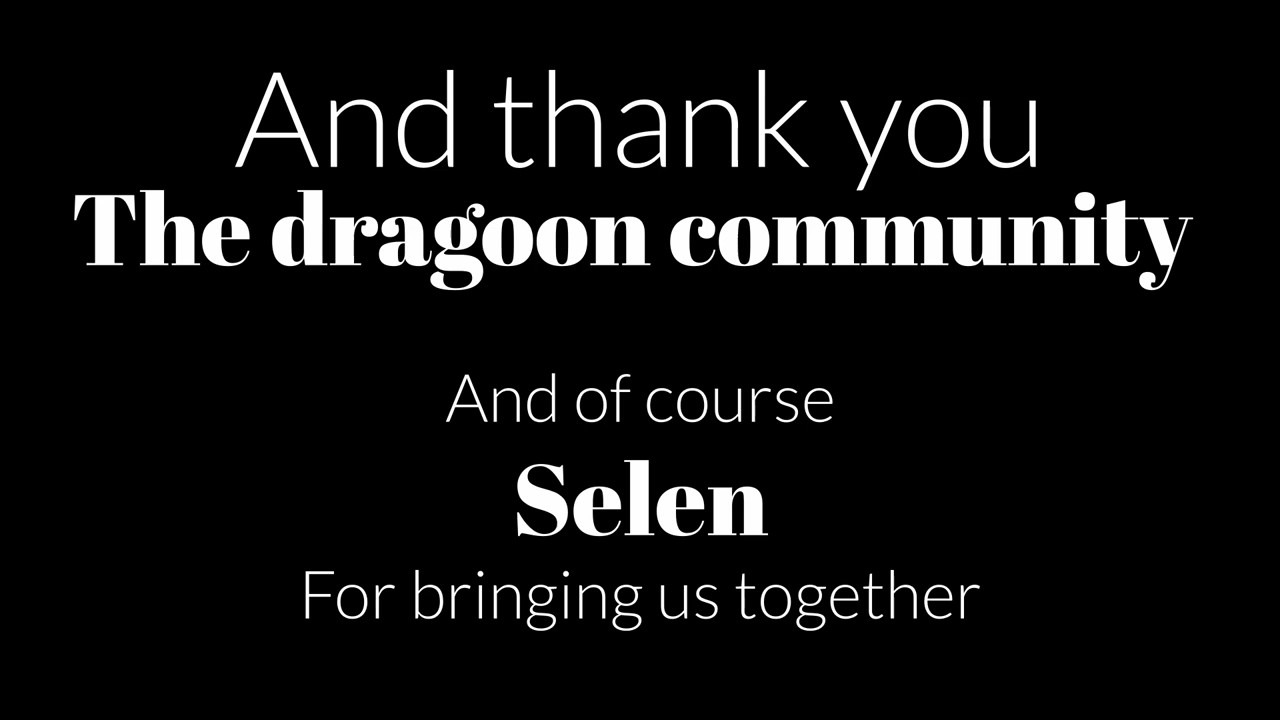 And thank you
The dragoon community
And of course
Selen
For bringing us together